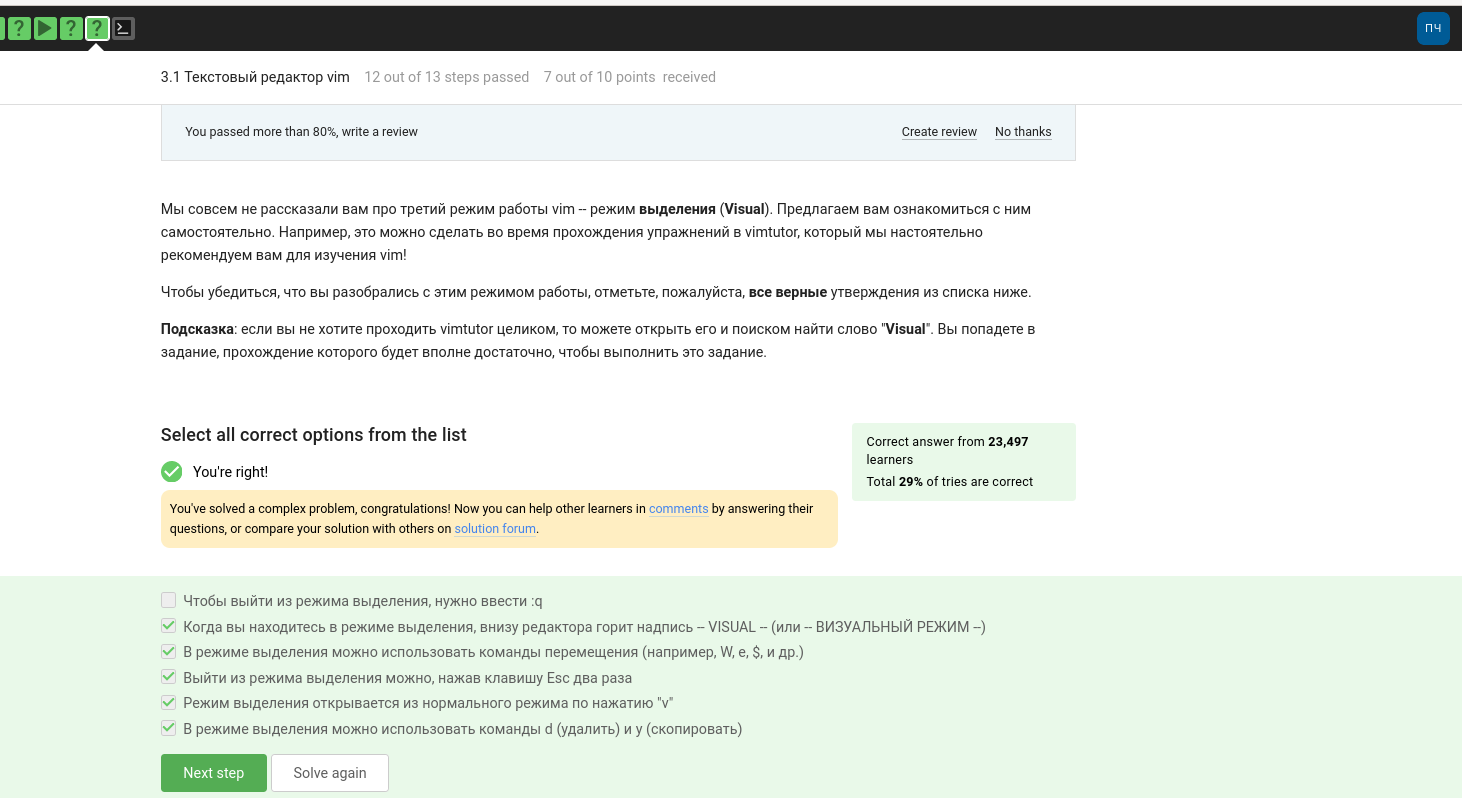 ? ? ?
ПЧ
3.1 Текстовый редактор vim 12 out of 13 steps passed 7 out of 10 points received
You passed more than 80%, write a review Create review No thanks
Мы совсем не рассказали вам про третий режим работы vim -- режим выделения (Visual). Предлагаем вам ознакомиться с ним
самостоятельно. Например, это можно сделать во время прохождения упражнений в vimtutor, который мы настоятельно
рекомендуем вам для изучения vim!
Чтобы убедиться, что вы разобрались с этим режимом работы, отметьте, пожалуйста, все верные утверждения из списка ниже.
Подсказка: если вы не хотите проходить vimtutor целиком, то можете открыть его и поиском найти слово "Visual". Вы попадете в
задание, прохождение которого будет вполне достаточно, чтобы выполнить это задание.
Select all correct options from the list
You're right!
You've solved a complex problem, congratulations! Now you can help other learners in comments by answering their
questions, or compare your solution with others on solution forum.
Correct answer from 23,497
learners
Total 29% of tries are correct
Чтобы выйти из режима выделения, нужно ввести :q
Когда вы находитесь в режиме выделения, внизу редактора горит надпись -- VISUAL -- (или -- ВИЗУАЛЬНЫЙ РЕЖИМ --)
В режиме выделения можно использовать команды перемещения (например, W, e, $, и др.)
Выйти из режима выделения можно, нажав клавишу Esc два раза
Режим выделения открывается из нормального режима по нажатию "v"
В режиме выделения можно использовать команды d (удалить) и y (скопировать)
Next step Solve again